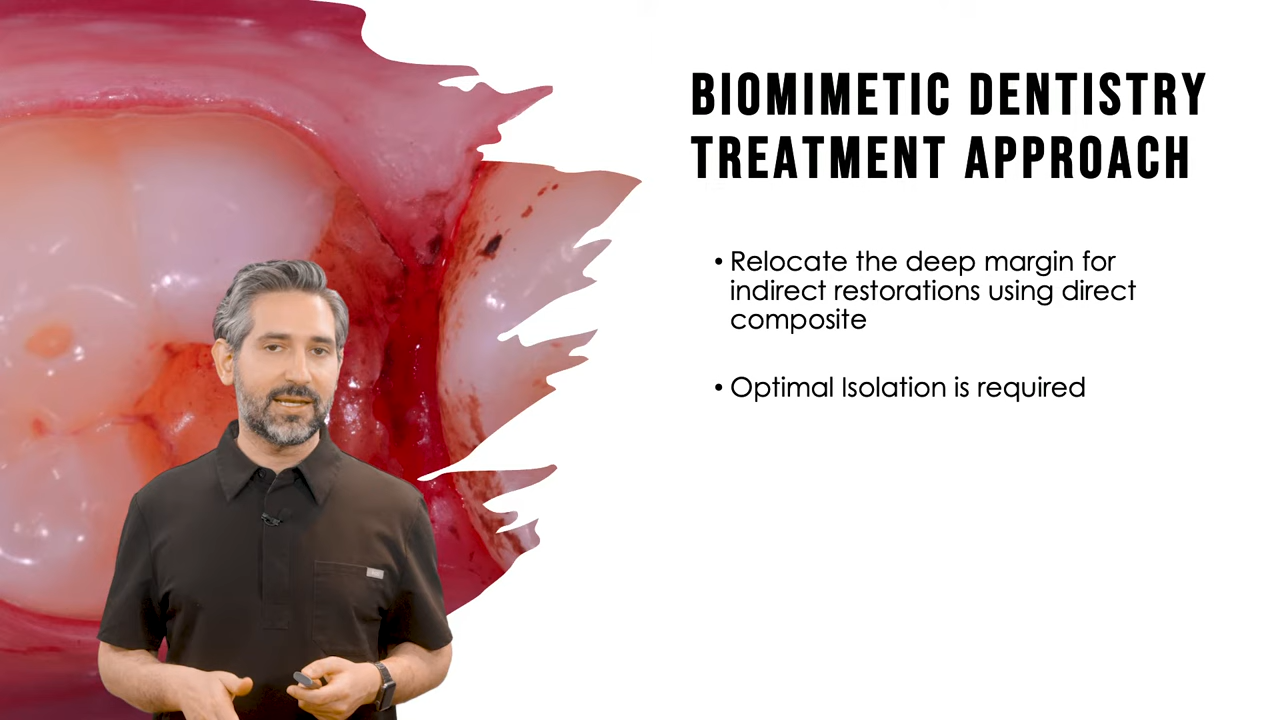 BIOMIMETIC DENTISTRY
TREATMENT APPROACH
• Relocate the deep margin for
indirect restorations using direct
composite
• Optimal Isolation is required